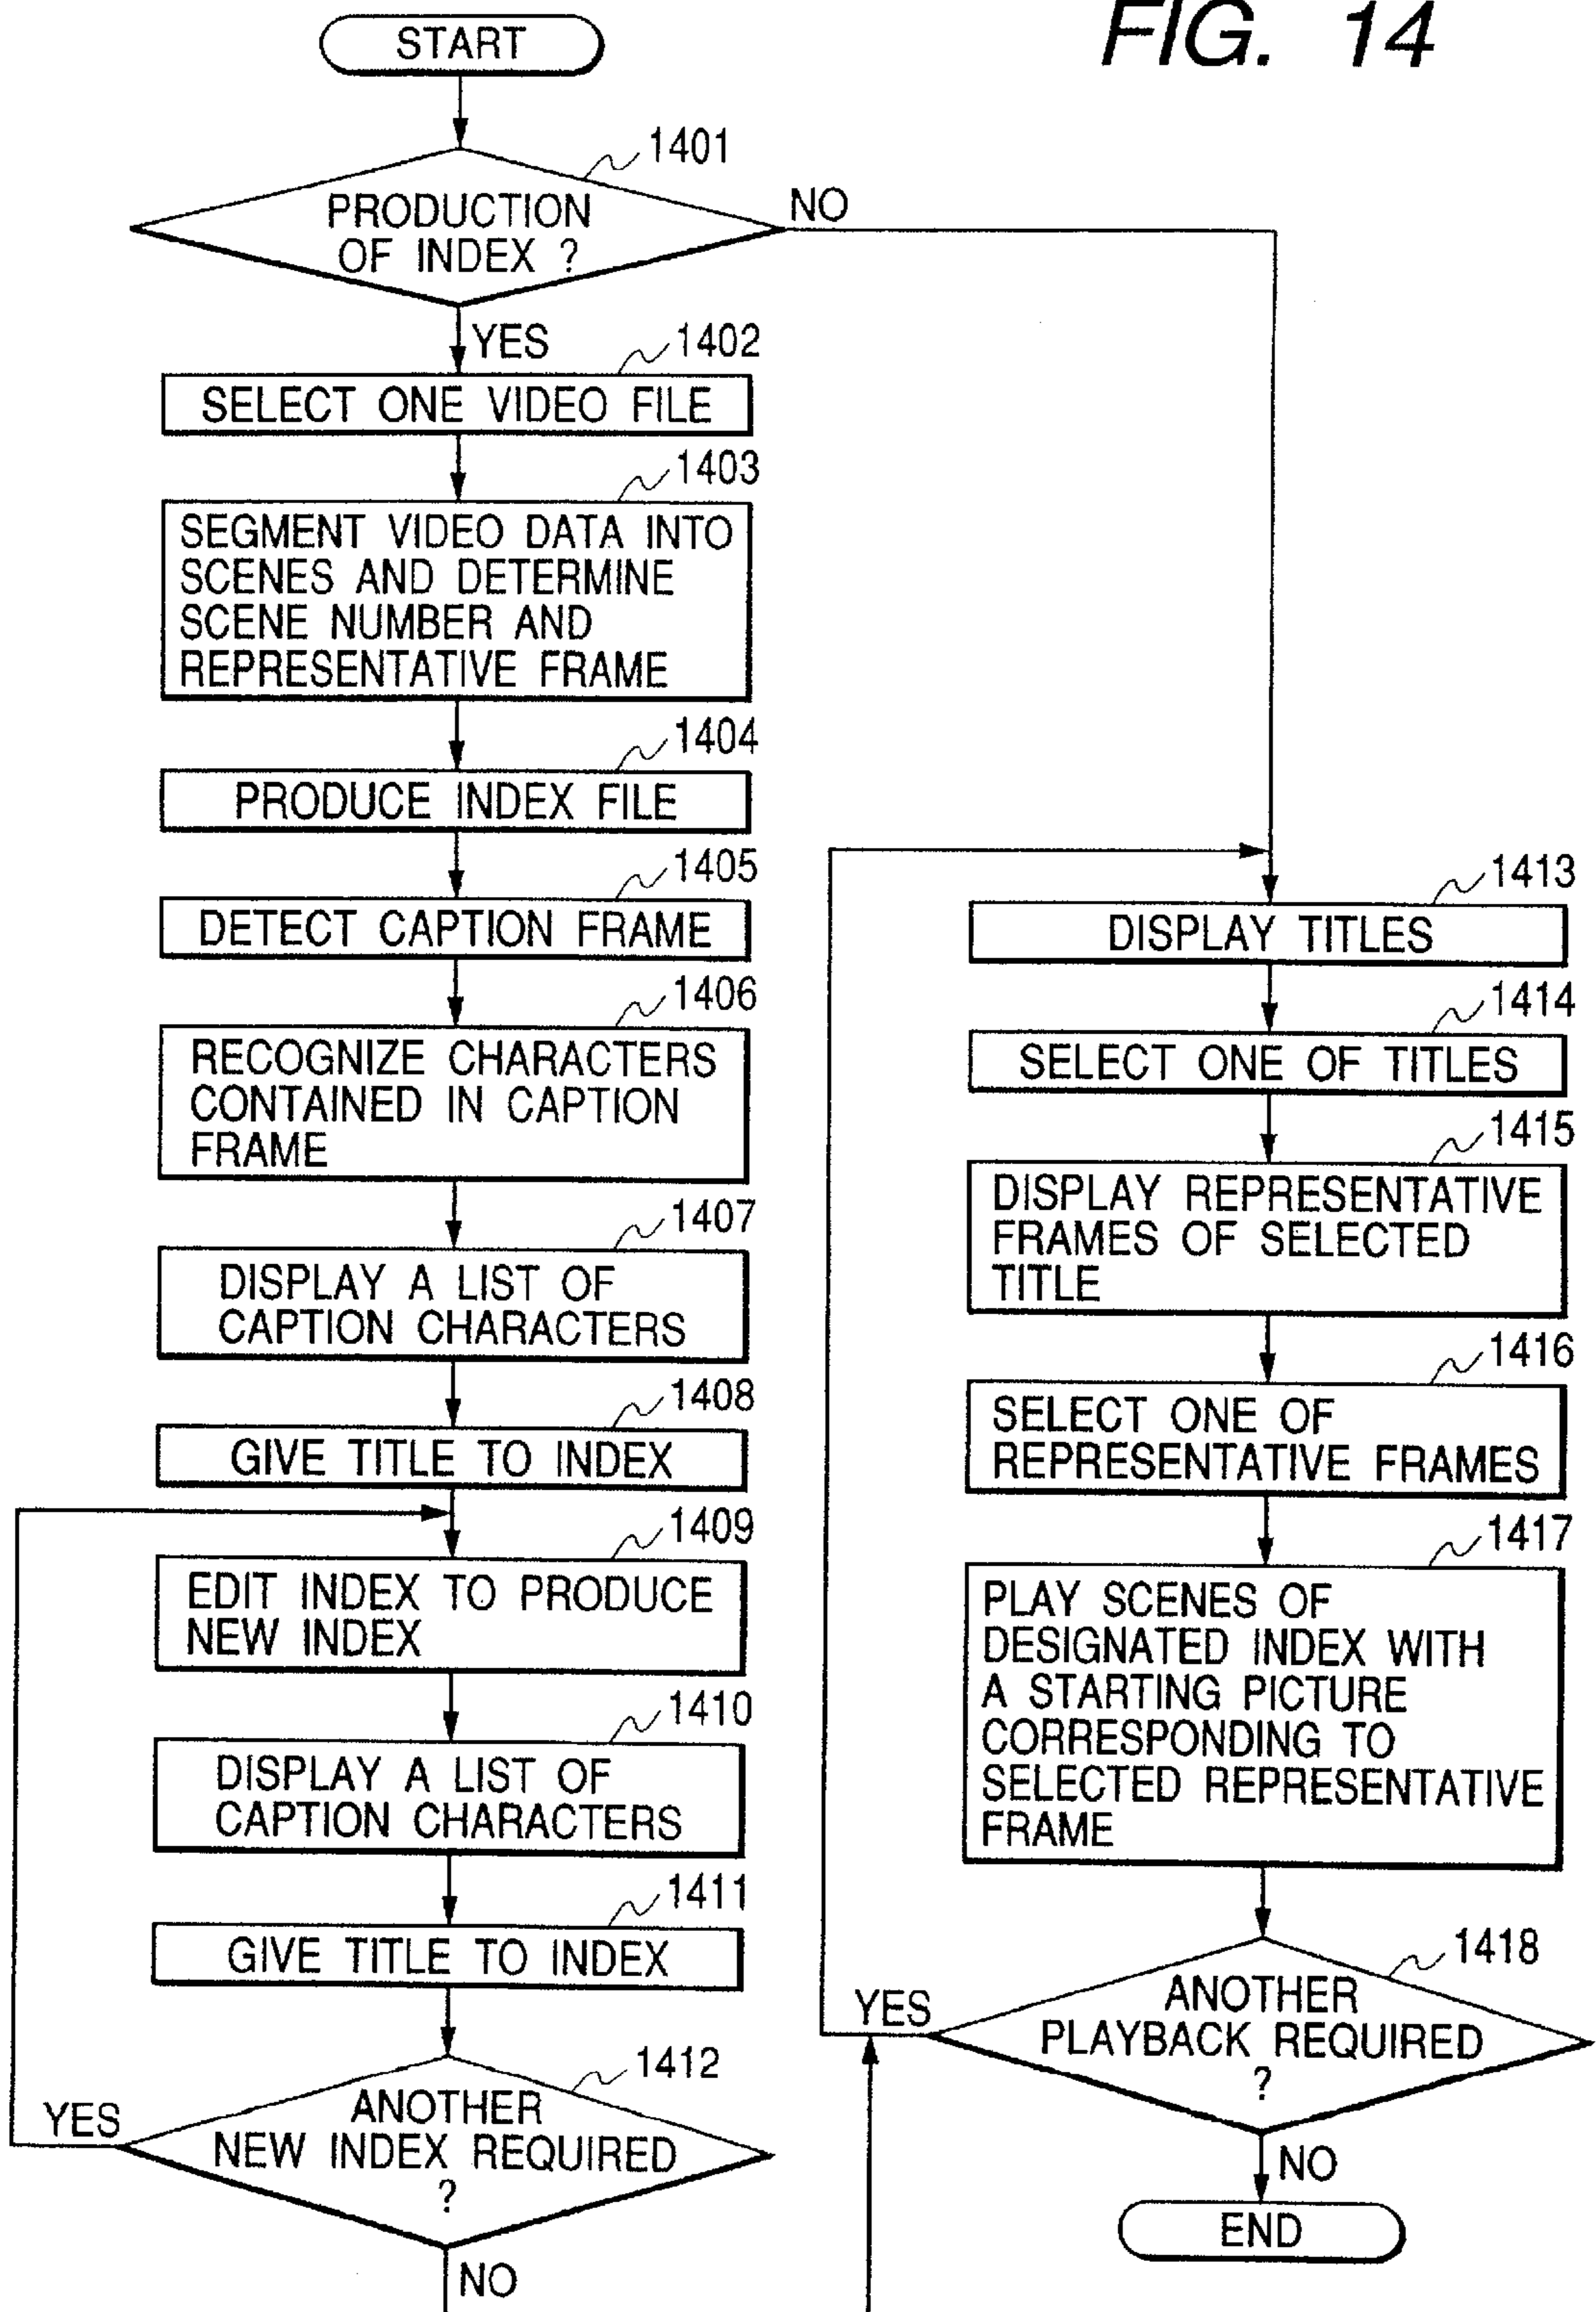 FIG. 14
START
1401
PRODUCTION
OF INDEX ?
NO
YES
1402
SELECT ONE VIDEO FILE
1403
SEGMENT VIDEO DATA INTO
SCENES AND DETERMINE
SCENE NUMBER AND
REPRESENTATIVE FRAME
1404
PRODUCE INDEX FILE
1405
DETECT CAPTION FRAME
1406
RECOGNIZE CHARACTERS
CONTAINED IN CAPTION
FRAME
1407
DISPLAY A LIST OF
CAPTION CHARACTERS
1408
GIVE TITLE TO INDEX
1409
EDIT INDEX TO PRODUCE
NEW INDEX
1410
DISPLAY A LIST OF
CAPTION CHARACTERS
1411
GIVE TITLE TO INDEX
1412
YES
ANOTHER
NEW INDEX REQUIRED
?
NO
1413
DISPLAY TITLES
1414
SELECT ONE OF TITLES
1415
DISPLAY REPRESENTATIVE
FRAMES OF SELECTED
TITLE
1416
SELECT ONE OF
REPRESENTATIVE FRAMES
1417
PLAY SCENES OF
DESIGNATED INDEX WITH
A STARTING PICTURE
CORRESPONDING TO
SELECTED REPRESENTATIVE
FRAME
1418
YES
ANOTHER
PLAYBACK REQUIRED
?
NO
END